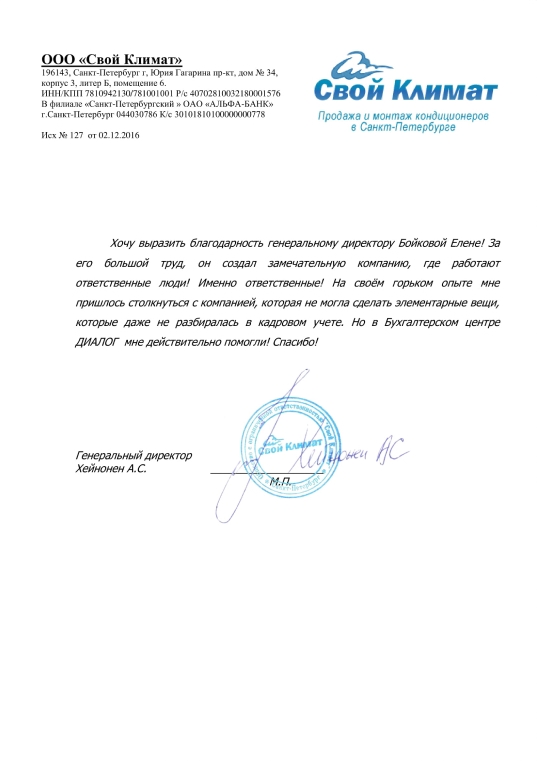 ООО «Свой Климат»
196143, Санкт-Петербург г, Юрия Гагарина пр-кт, дом № 34,
корпус 3, литер Б, помещение 6.
ИНН/КПП 7810942130/781001001 Р/с 40702810032180001576
В филиале «Санкт-Петербургский » ОАО «АЛЬФА-БАНК»
г.Санкт-Петербург 044030786 К/с 30101810100000000778
Исх № 127 от 02.12.2016
Свой Климат
Продажа и монтаж кондиционеров
в Санкт-Петербурге
Хочу выразить благодарность генеральному директору Бойковой Елене! За
его большой труд, он создал замечательную компанию, где работают
ответственные люди! Именно ответственные! На своём горьком опыте мне
пришлось столкнуться с компанией, которая не могла сделать элементарные вещи,
которые даже не разбиралась в кадровом учете. Но в Бухгалтерском центре
ДИАЛОГ мне действительно помогли! Спасибо!
Генеральный директор
Хейнонен А.С.
М.П.
Свой Климат
Хейнонен АС